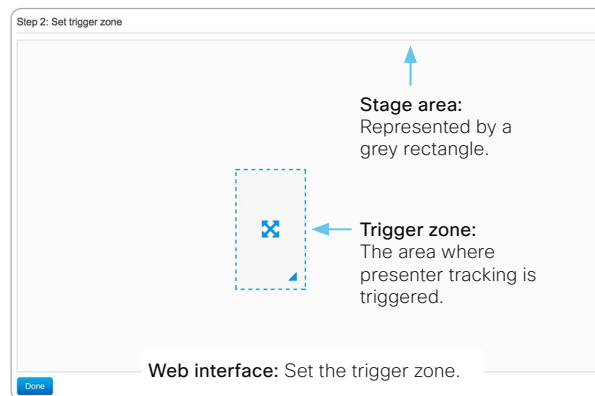 Step 2: Set trigger zone
Stage area:
Represented by a
grey rectangle.
Trigger zone:
The area where
presenter tracking is
triggered.
Web interface: Set the trigger zone.
Done